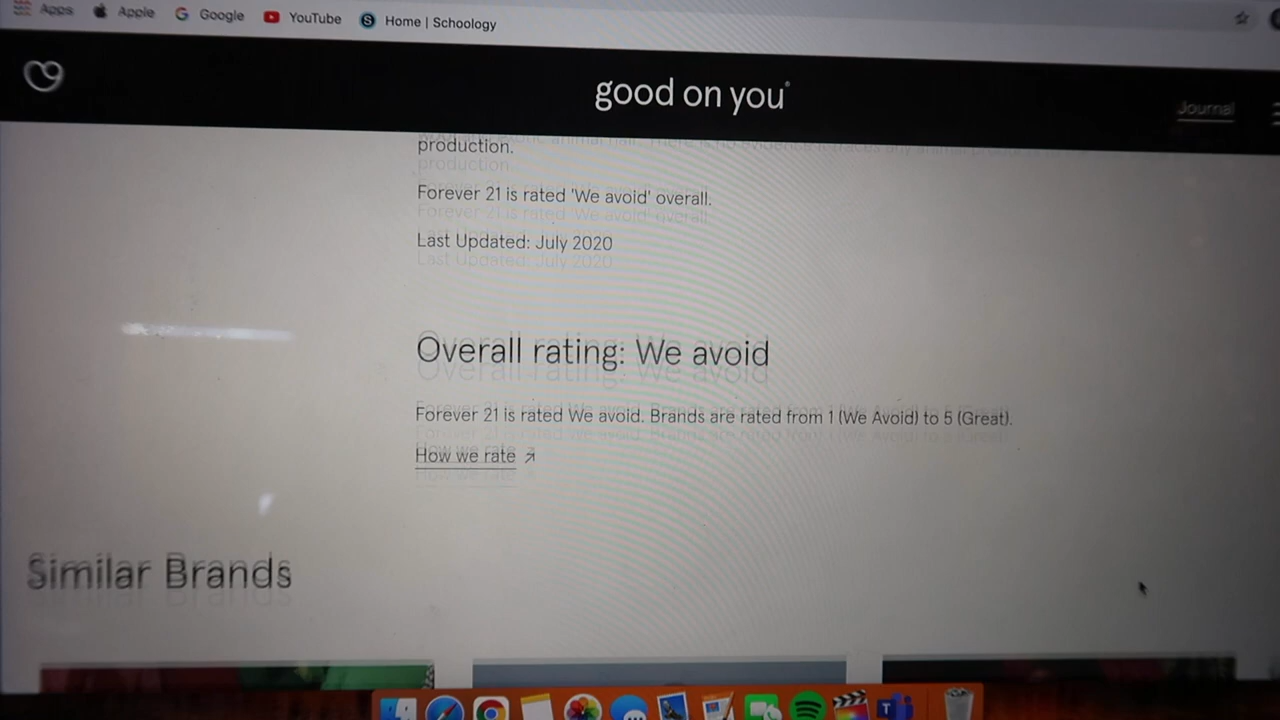 Apps Apple Google YouTube Home | Schoology
good on you
Journal
production.
Forever 21 is rated 'We avoid' overall.
Last Updated: July 2020
Overall rating: We avoid
Forever 21 is rated We avoid. Brands are rated from 1 (We Avoid) to 5 (Great).
How we rate ↗
Similar Brands